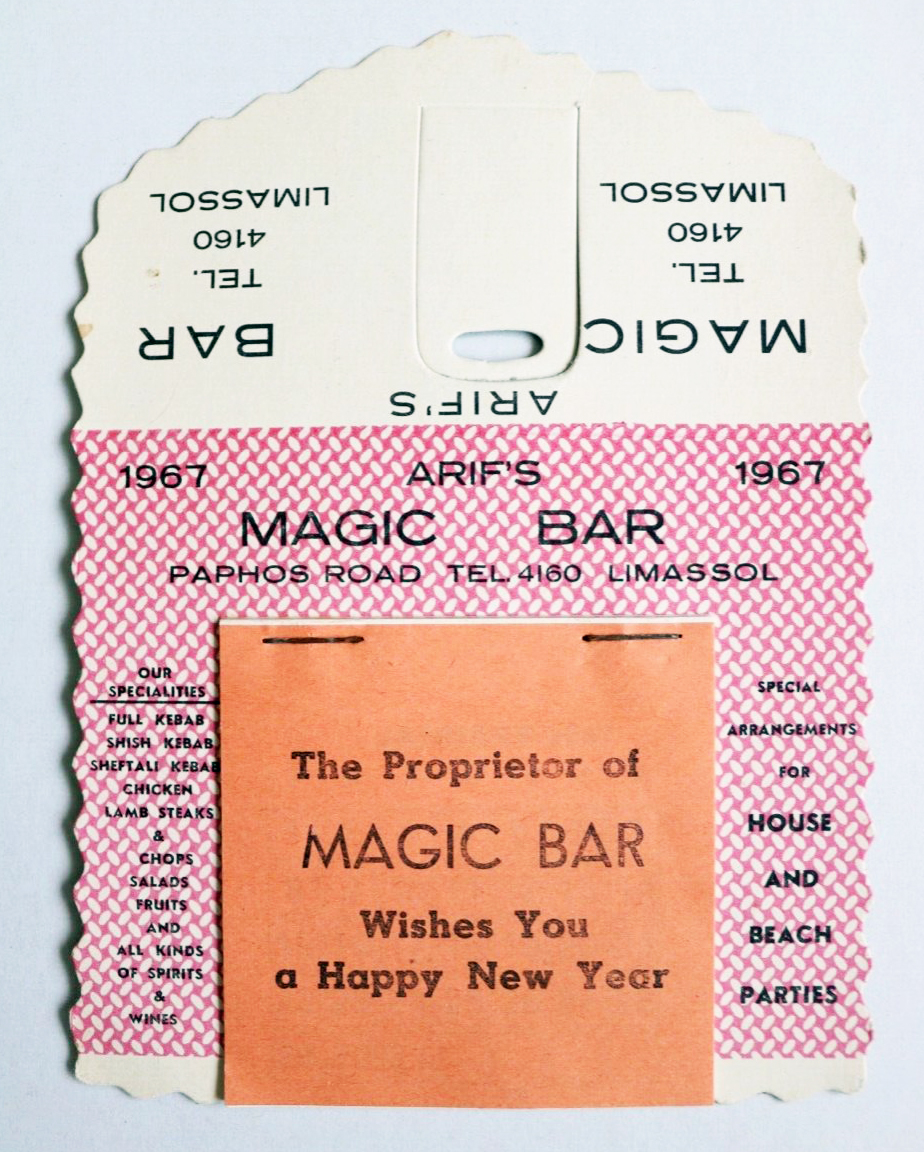 LIMASSOL
4160
TEL.
BAR
LIMASSOL
4160
TEL.
MAGIC
ARIF'S
1967 ARIF'S 1967
MAGIC BAR
PAPHOS ROAD TEL. 4160 LIMASSOL
OUR
SPECIALITIES
FULL KEBAB
SHISH KEBAB
SHEFTALI KEBAB
CHICKEN
LAMB STEAKS
&
CHOPS
SALADS
FRUITS
AND
ALL KINDS
OF SPIRITS
&
WINES
The Proprietor of
MAGIC BAR
Wishes You
a Happy New Year
SPECIAL
ARRANGEMENTS
FOR
HOUSE
AND
BEACH
PARTIES